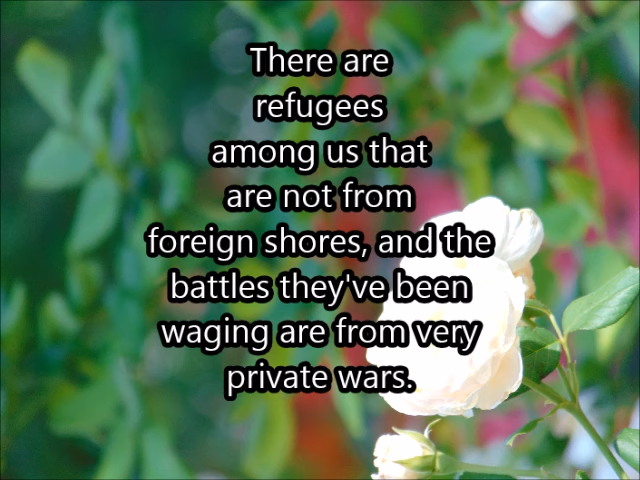 There are
refugees
among us that
are not from
foreign shores, and the
battles they've been
waging are from very
private wars.